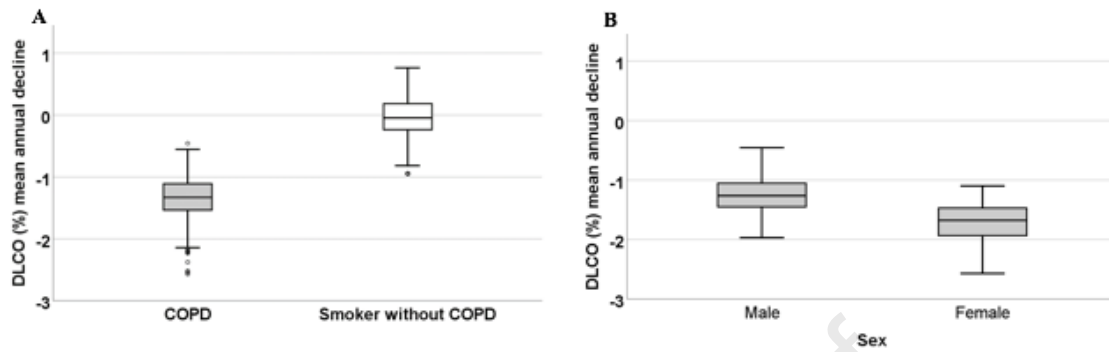 A
DLCO (%) mean annual decline
1
0
-1
-2
-3
COPD
Smoker without COPD
B
DLCO (%) mean annual decline
1
0
-1
-2
-3
Male
Female
Sex
f